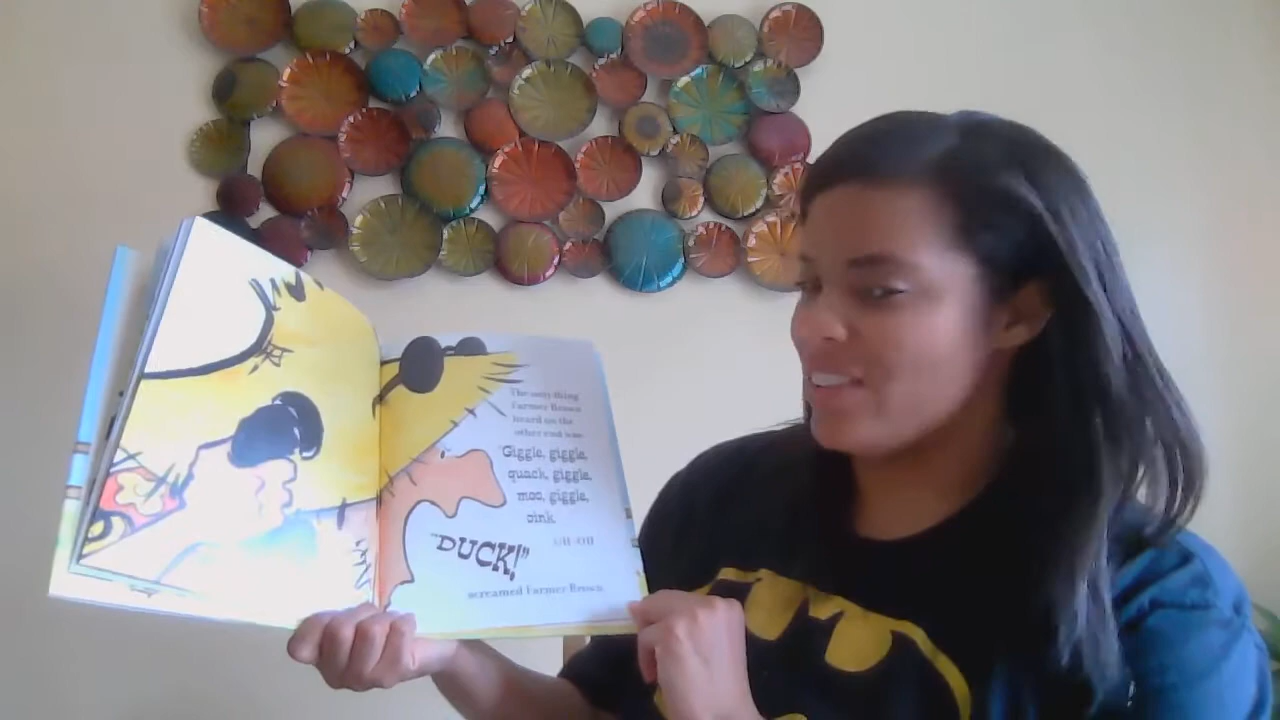 The only thing
Farmer Brown
heard on the
other end was
"Giggle, giggle,
quack, giggle,
moo, giggle,
oink.
UH-OH
"DUCK!"
screamed Farmer Brown.